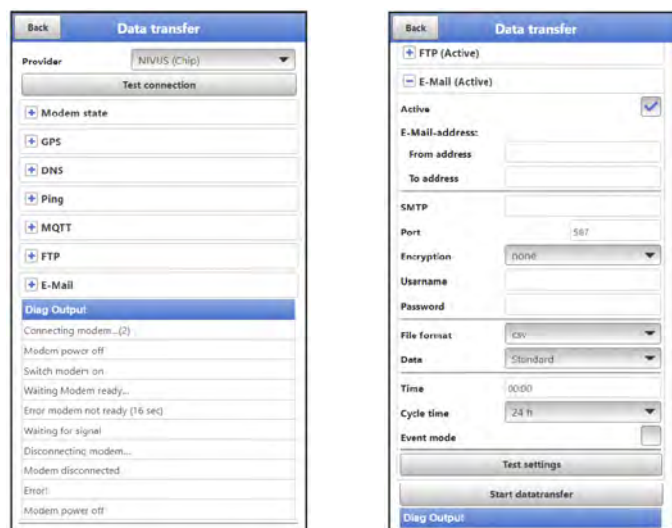 Back Data transfer
Provider NIVUS (Chip)
Test connection
Modem state
GPS
DNS
Ping
MQTT
FTP
E-Mail
Diag Output
Connecting modem...(2)
Modem power off
Switch modem on
Waiting Modem ready...
Error modem not ready (16 sec)
Waiting for signal
Disconnecting modem...
Modem disconnected
Error!
Modem power off
Back Data transfer
FTP (Active)
E-Mail (Active)
Active
E-Mail-address:
From address
To address
SMTP
Port 587
Encryption none
Username
Password
File format csv
Data Standard
Time 00:00
Cycle time 24 h
Event mode
Test settings
Start datatransfer
Diag Output